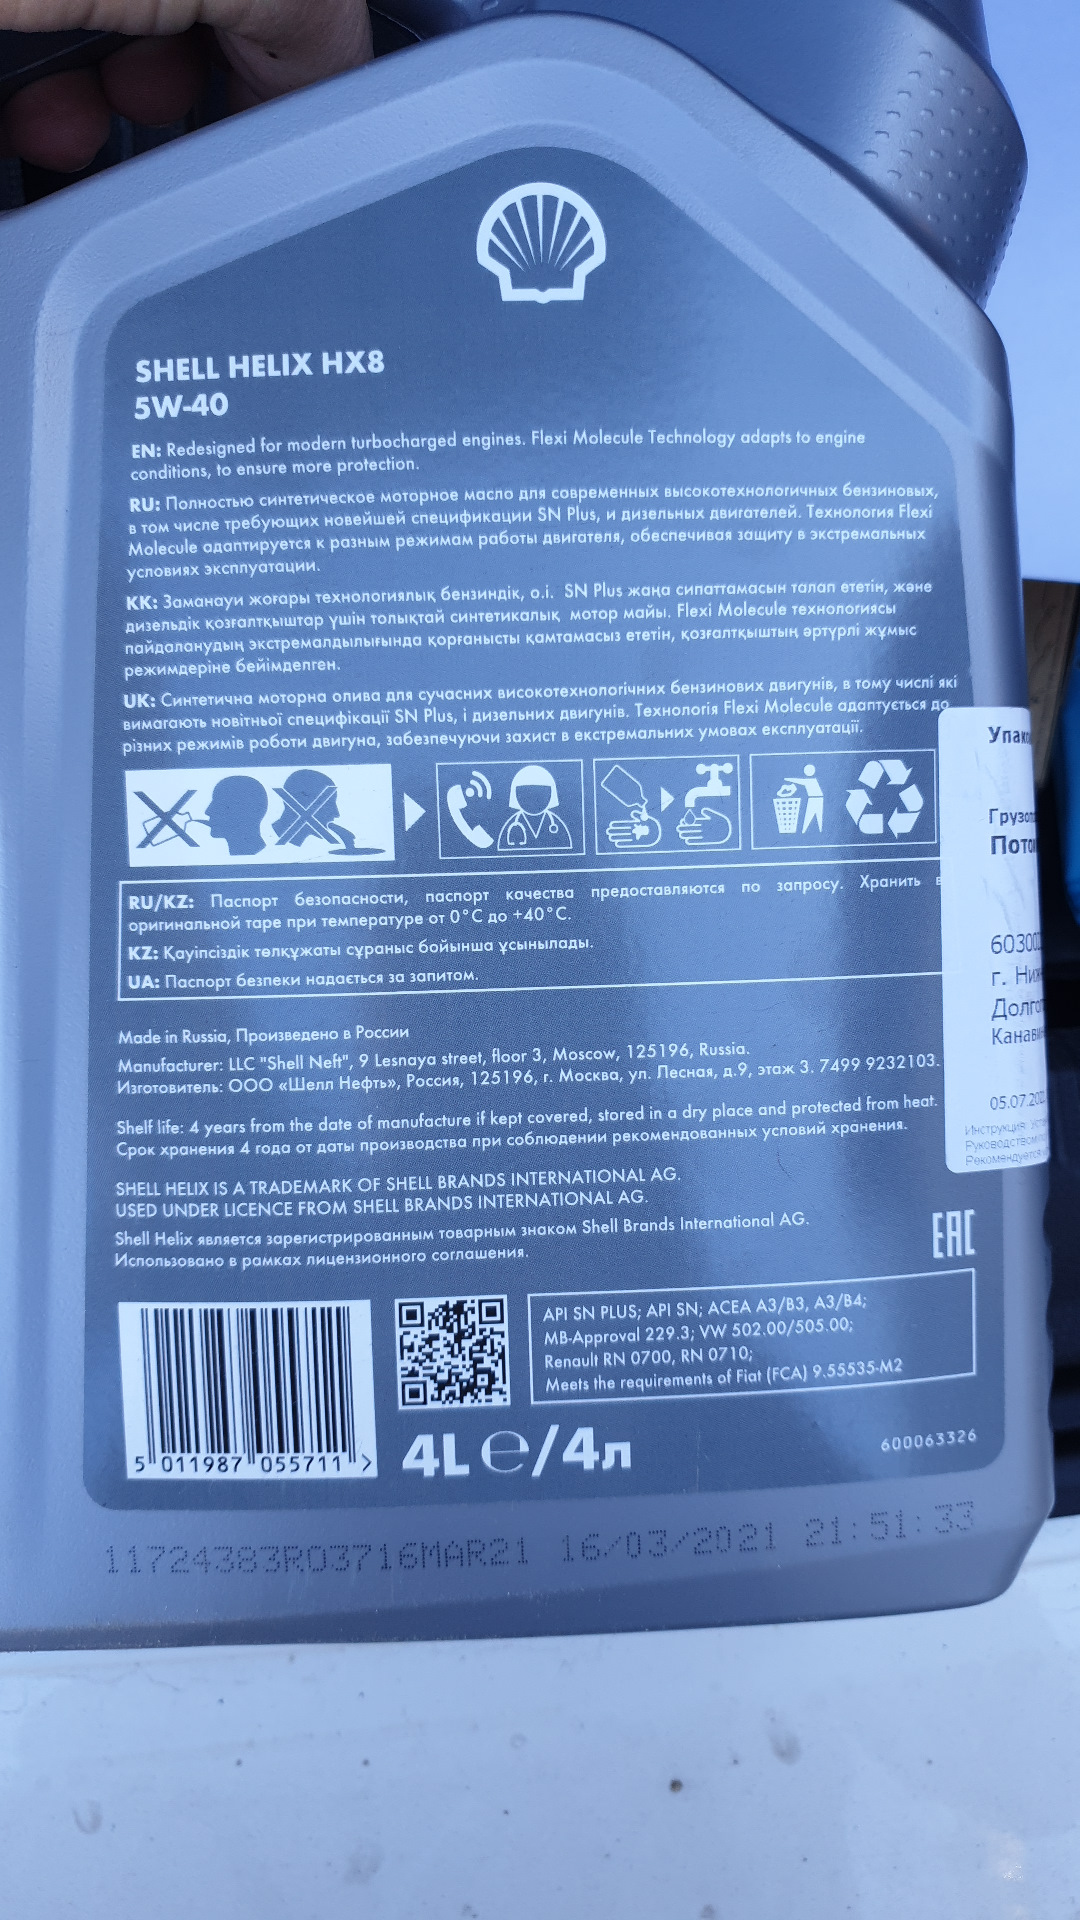 SHELL HELIX HX8
5W-40
EN: Redesigned for modern turbocharged engines. Flexi Molecule Technology adapts to engine
conditions, to ensure more protection.
RU: Полностью синтетическое моторное масло для современных высокотехнологичных бензиновых,
в том числе требующих новейшей спецификации SN Plus, и дизельных двигателей. Технология Flexi
Molecule адаптируется к разным режимам работы двигателя, обеспечивая защиту в экстремальных
условиях эксплуатации.
KK: Заманауи жоғары технологиялық бензиндік, о.і. SN Plus жаңа сипаттамасын талап ететін, және
дизельдік қозғалтқыштар үшін толықтай синтетикалық мотор майы. Flexi Molecule технологиясы
пайдаланудың экстремалдылығында қорғанысты қамтамасыз ететін, қозғалтқыштың әртүрлі жұмыс
режимдеріне бейімделген.
UK: Синтетична моторна олива для сучасних високотехнологічних бензинових двигунів, в тому числі які
вимагають новітньої специфікації SN Plus, і дизельних двигунів. Технологія Flexi Molecule адаптується до
різних режимів роботи двигуна, забезпечуючи захист в екстремальних умовах експлуатації.
RU/KZ: Паспорт безопасности, паспорт качества предоставляются по запросу. Хранить в
оригинальной таре при температуре от 0°C до +40°C.
KZ: Қауіпсіздік төлқұжаты сұраныс бойынша ұсынылады.
UA: Паспорт безпеки надається за запитом.
Made in Russia, Произведено в России
Manufacturer: LLC "Shell Neft", 9 Lesnaya street, floor 3, Moscow, 125196, Russia.
Изготовитель: ООО «Шелл Нефть», Россия, 125196, г. Москва, ул. Лесная, д.9, этаж 3. 7499 9232103.
Shelf life: 4 years from the date of manufacture if kept covered, stored in a dry place and protected from heat.
Срок хранения 4 года от даты производства при соблюдении рекомендованных условий хранения.
SHELL HELIX IS A TRADEMARK OF SHELL BRANDS INTERNATIONAL AG.
USED UNDER LICENCE FROM SHELL BRANDS INTERNATIONAL AG.
Shell Helix является зарегистрированным товарным знаком Shell Brands International AG.
Использовано в рамках лицензионного соглашения.
EAC
API SN PLUS; API SN; ACEA A3/B3, A3/B4;
MB-Approval 229.3; VW 502.00/505.00;
Renault RN 0700, RN 0710;
Meets the requirements of Fiat (FCA) 9.55535-M2
5 011987 055711 >
4L e/4л
600063326
11724383R03716MAR21 16/03/2021 21:51:33
г.
05.07.202